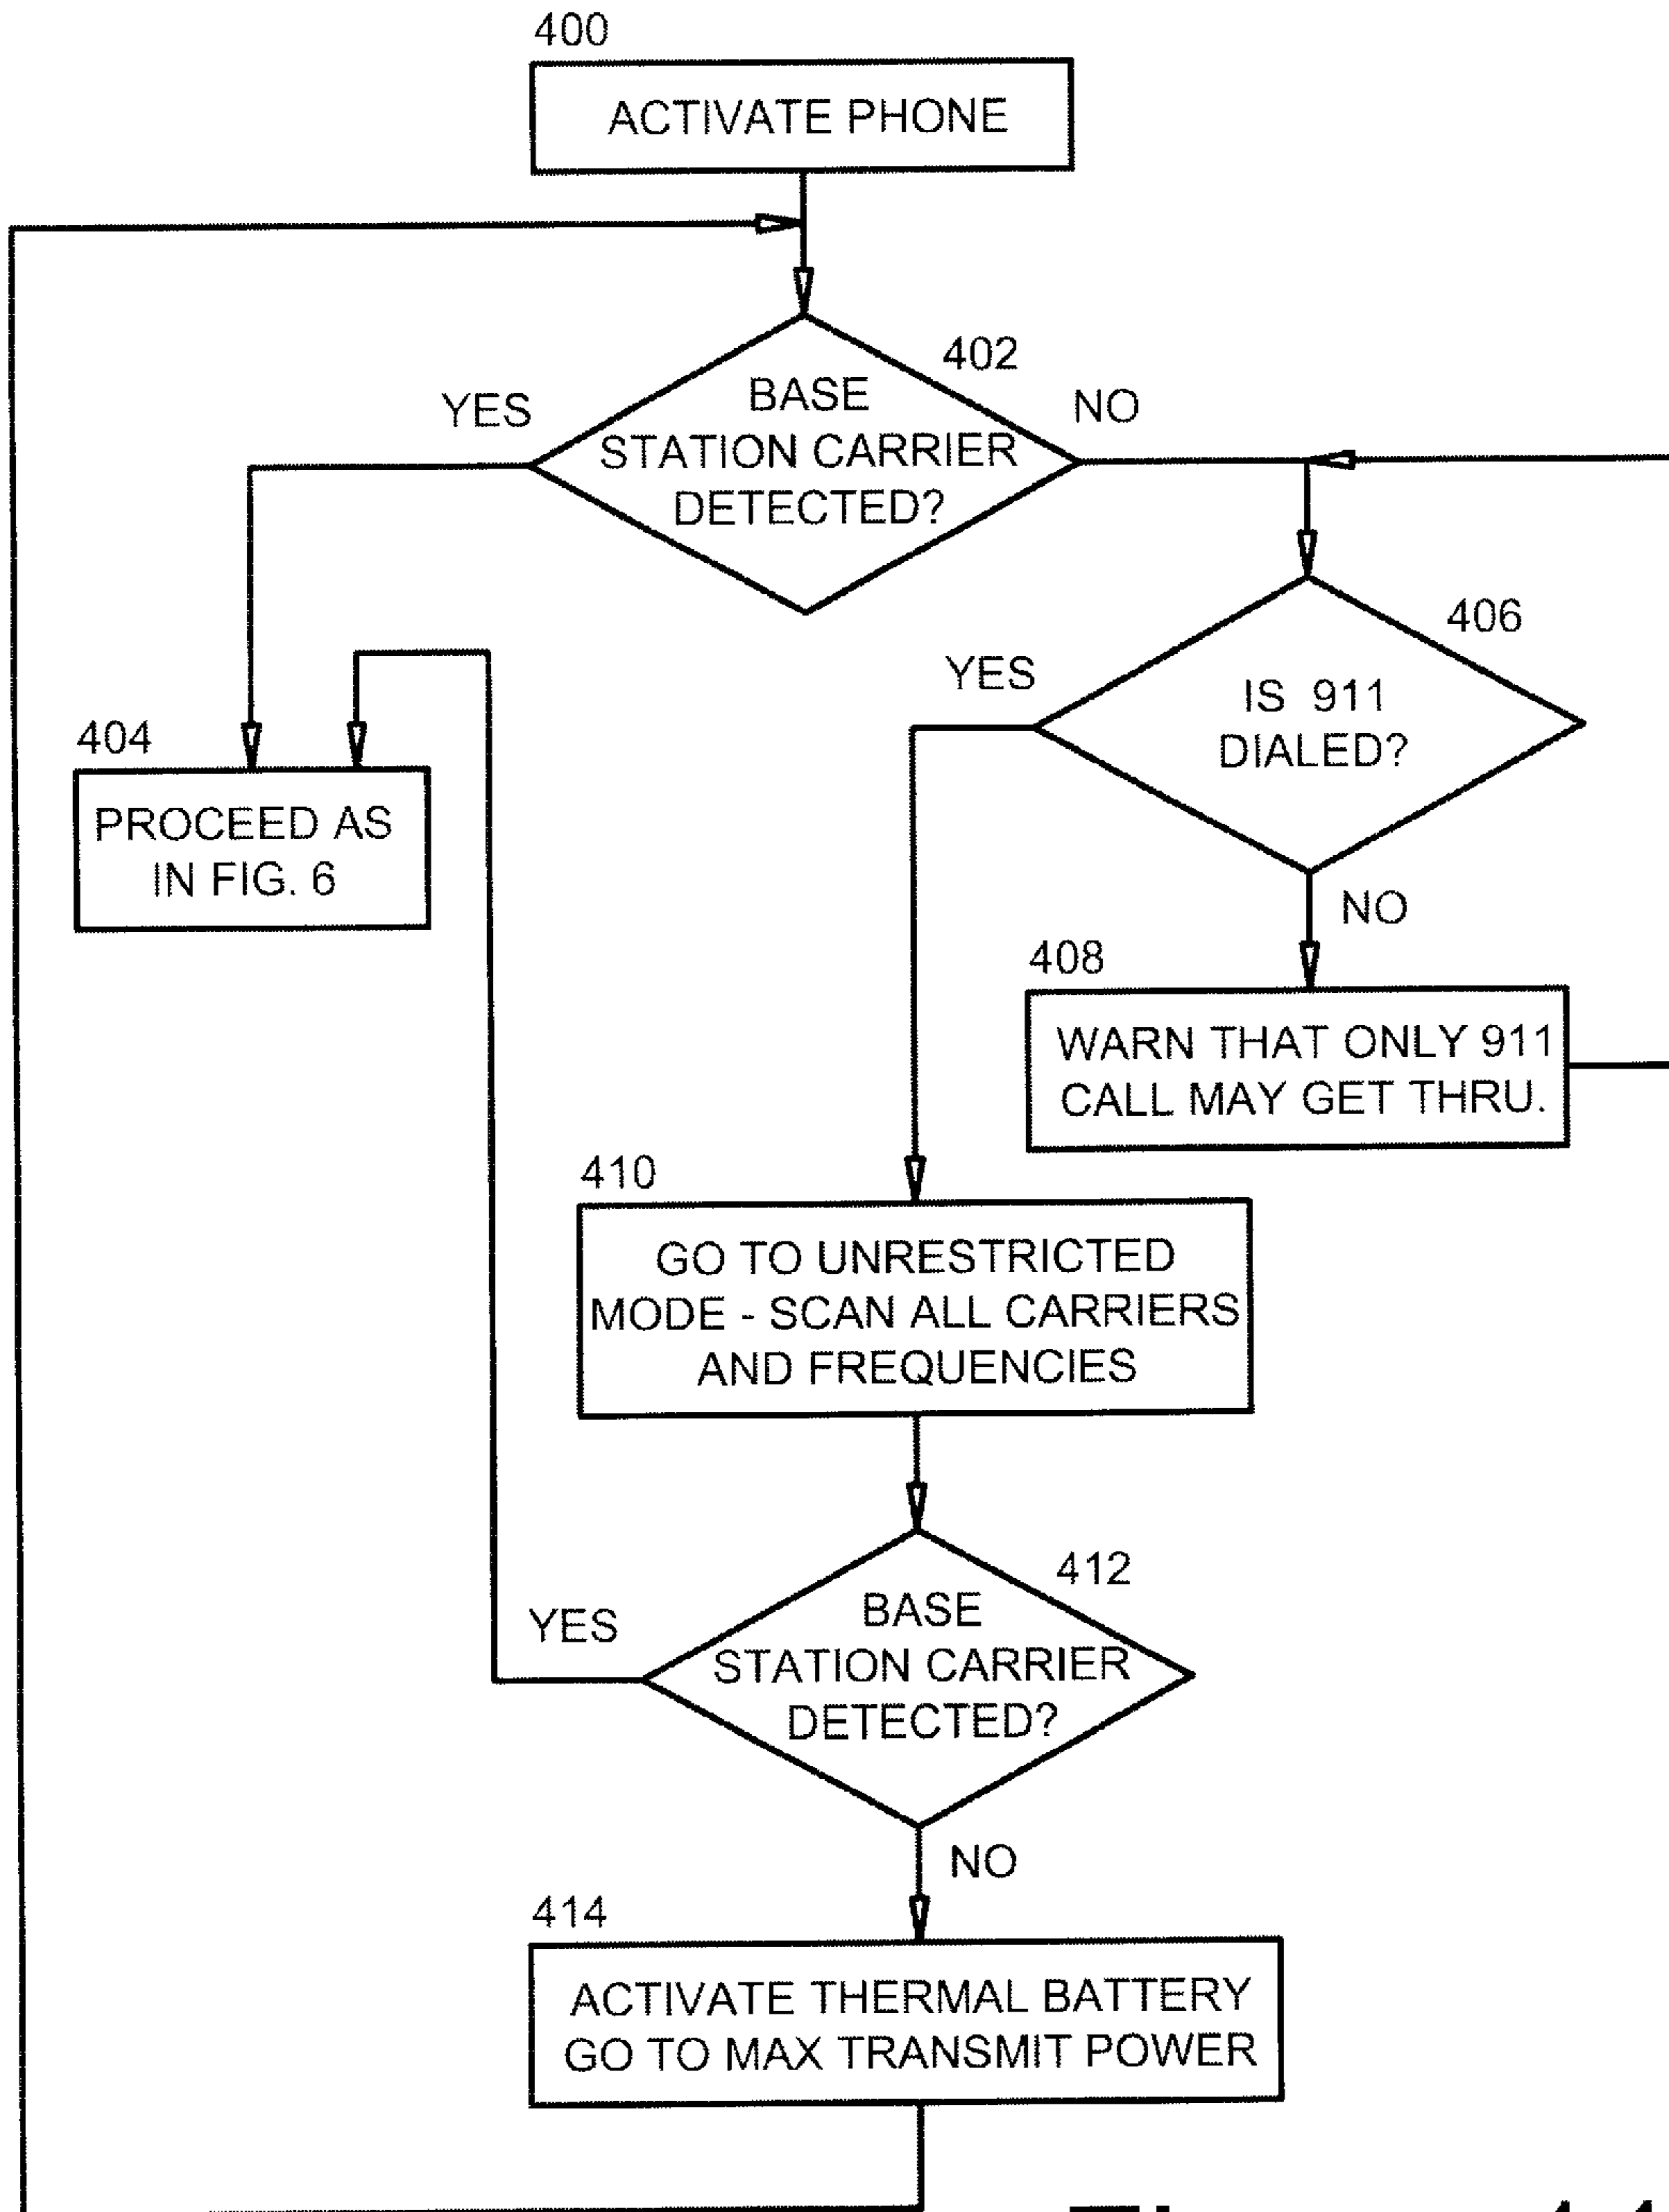 400
ACTIVATE PHONE
402
YES
BASE
STATION CARRIER
DETECTED?
NO
406
YES
IS 911
DIALED?
NO
404
PROCEED AS
IN FIG. 6
408
WARN THAT ONLY 911
CALL MAY GET THRU.
410
GO TO UNRESTRICTED
MODE - SCAN ALL CARRIERS
AND FREQUENCIES
412
YES
BASE
STATION CARRIER
DETECTED?
NO
414
ACTIVATE THERMAL BATTERY
GO TO MAX TRANSMIT POWER